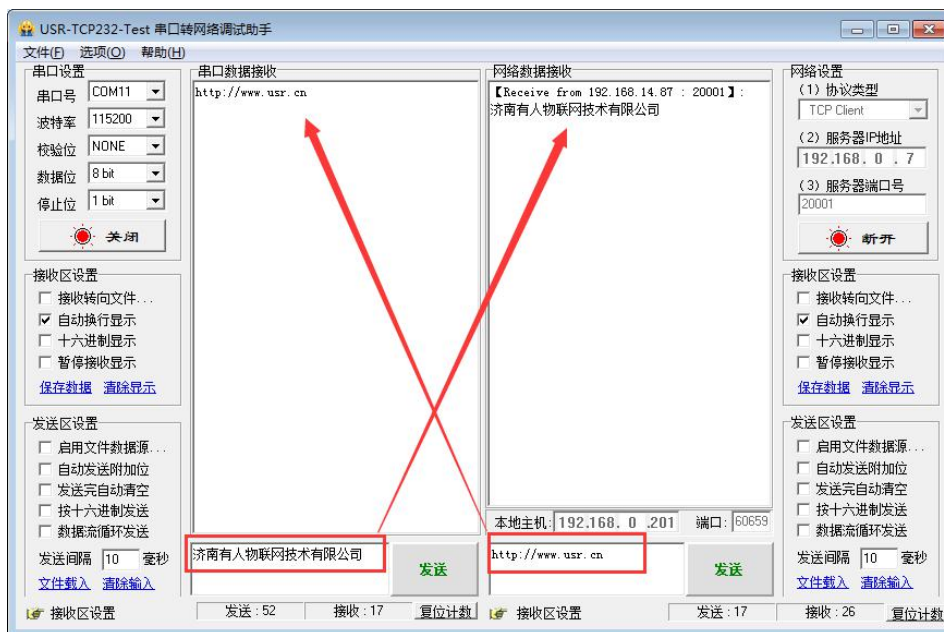 USR-TCP232-Test 串口转网络调试助手
文件(F) 选项(O) 帮助(H)
串口设置
串口号 COM11
波特率 115200
校验位 NONE
数据位 8 bit
停止位 1 bit
关闭
接收区设置
接收转向文件...
自动换行显示
十六进制显示
暂停接收显示
保存数据 清除显示
发送区设置
启用文件数据源...
自动发送附加位
发送完自动清空
按十六进制发送
数据流循环发送
发送间隔 10 毫秒
文件载入 清除输入
串口数据接收
http://www.usr.cn
济南有人物联网技术有限公司
发送
网络数据接收
【Receive from 192.168.14.87 : 20001】:
济南有人物联网技术有限公司
本地主机: 192.168. 0 .201 端口: 60659
http://www.usr.cn
发送
网络设置
(1) 协议类型
TCP Client
(2) 服务器IP地址
192.168. 0 . 7
(3) 服务器端口号
20001
断开
接收区设置
接收转向文件...
自动换行显示
十六进制显示
暂停接收显示
保存数据 清除显示
发送区设置
启用文件数据源...
自动发送附加位
发送完自动清空
按十六进制发送
数据流循环发送
发送间隔 10 毫秒
文件载入 清除输入
接收区设置 发送:52 接收:17 复位计数 接收区设置 发送:17 接收:26 复位计数